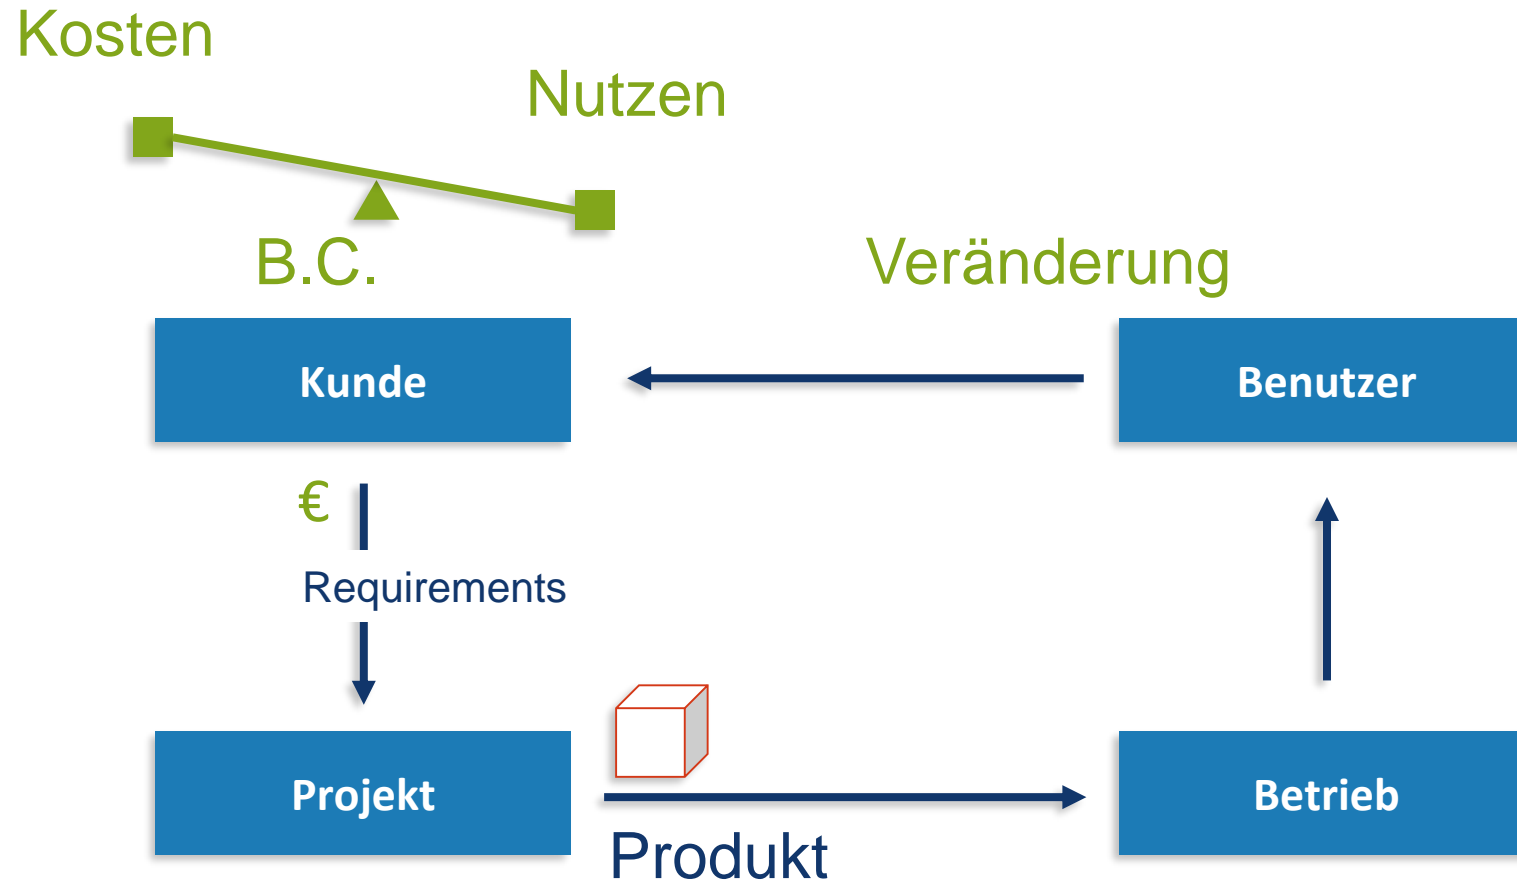 Kosten
Nutzen
B.C.
Veränderung
Kunde
Benutzer
€
Requirements
Projekt
Betrieb
Produkt